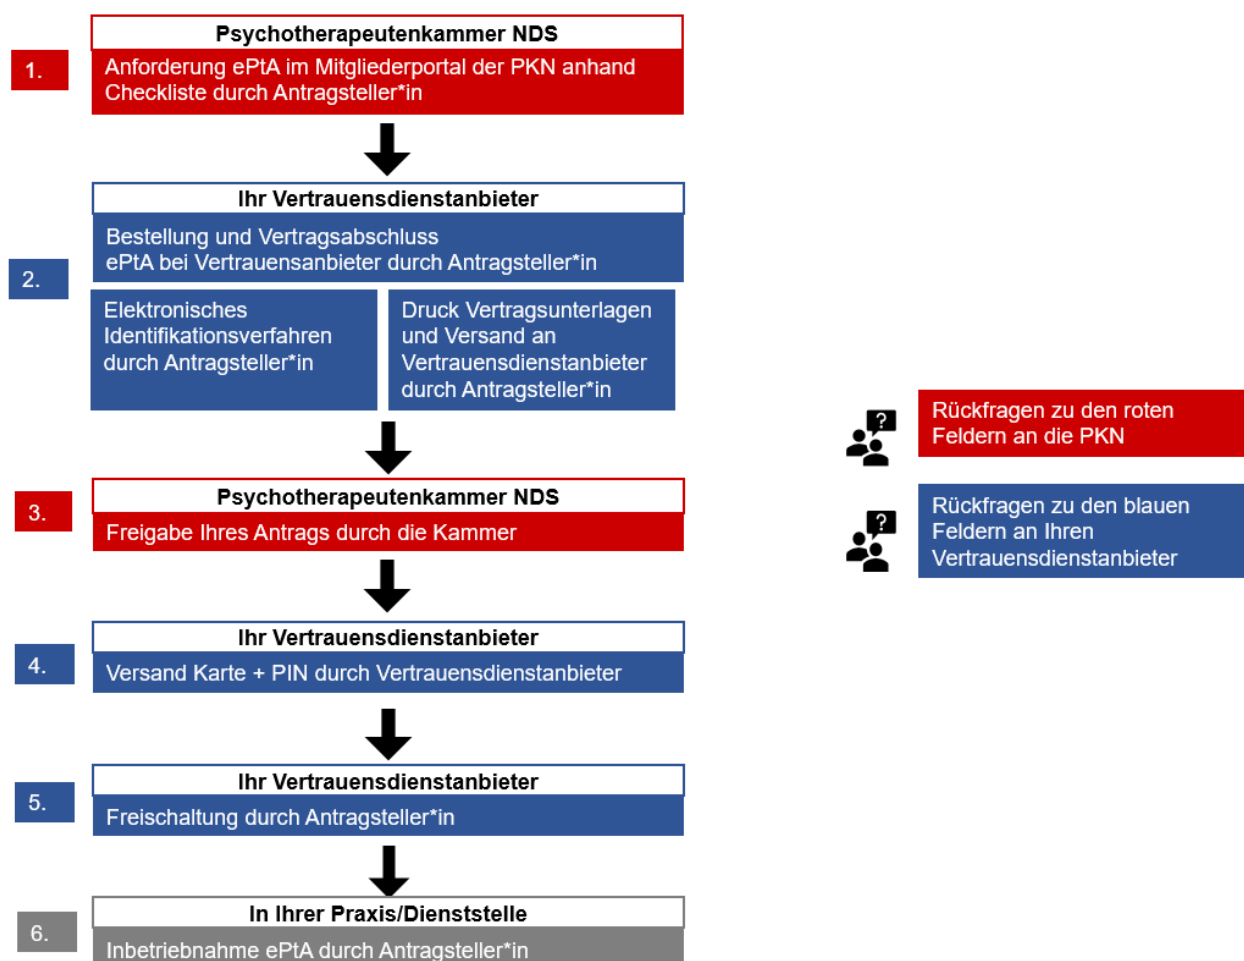 Psychotherapeutenkammer NDS
1.
Anforderung ePtA im Mitgliederportal der PKN anhand
Checkliste durch Antragsteller*in
Ihr Vertrauensdienstanbieter
2.
Bestellung und Vertragsabschluss
ePtA bei Vertrauensanbieter durch Antragsteller*in
Elektronisches
Identifikationsverfahren
durch Antragsteller*in
Druck Vertragsunterlagen
und Versand an
Vertrauensdienstanbieter
durch Antragsteller*in
Psychotherapeutenkammer NDS
3.
Freigabe Ihres Antrags durch die Kammer
Ihr Vertrauensdienstanbieter
4.
Versand Karte + PIN durch Vertrauensdienstanbieter
Ihr Vertrauensdienstanbieter
5.
Freischaltung durch Antragsteller*in
In Ihrer Praxis/Dienststelle
6.
Inbetriebnahme ePtA durch Antragsteller*in
?
Rückfragen zu den roten
Feldern an die PKN
?
Rückfragen zu den blauen
Feldern an Ihren
Vertrauensdienstanbieter